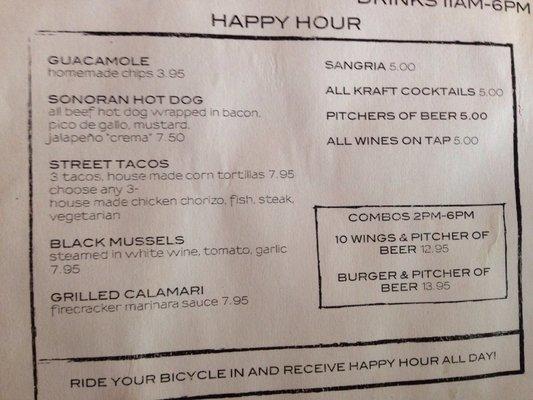 DRINKS 11AM-6PM
HAPPY HOUR
GUACAMOLE
homemade chips 3.95
SONORAN HOT DOG
all beef hot dog wrapped in bacon,
pico de gallo, mustard,
jalapeño "crema" 7.50
STREET TACOS
3 tacos, house made corn tortillas 7.95
choose any 3-
house made chicken chorizo, fish, steak,
vegetarian
BLACK MUSSELS
steamed in white wine, tomato, garlic
7.95
GRILLED CALAMARI
firecracker marinara sauce 7.95
SANGRIA 5.00
ALL KRAFT COCKTAILS 5.00
PITCHERS OF BEER 5.00
ALL WINES ON TAP 5.00
COMBOS 2PM-6PM
10 WINGS & PITCHER OF
BEER 12.95
BURGER & PITCHER OF
BEER 13.95
RIDE YOUR BICYCLE IN AND RECEIVE HAPPY HOUR ALL DAY!